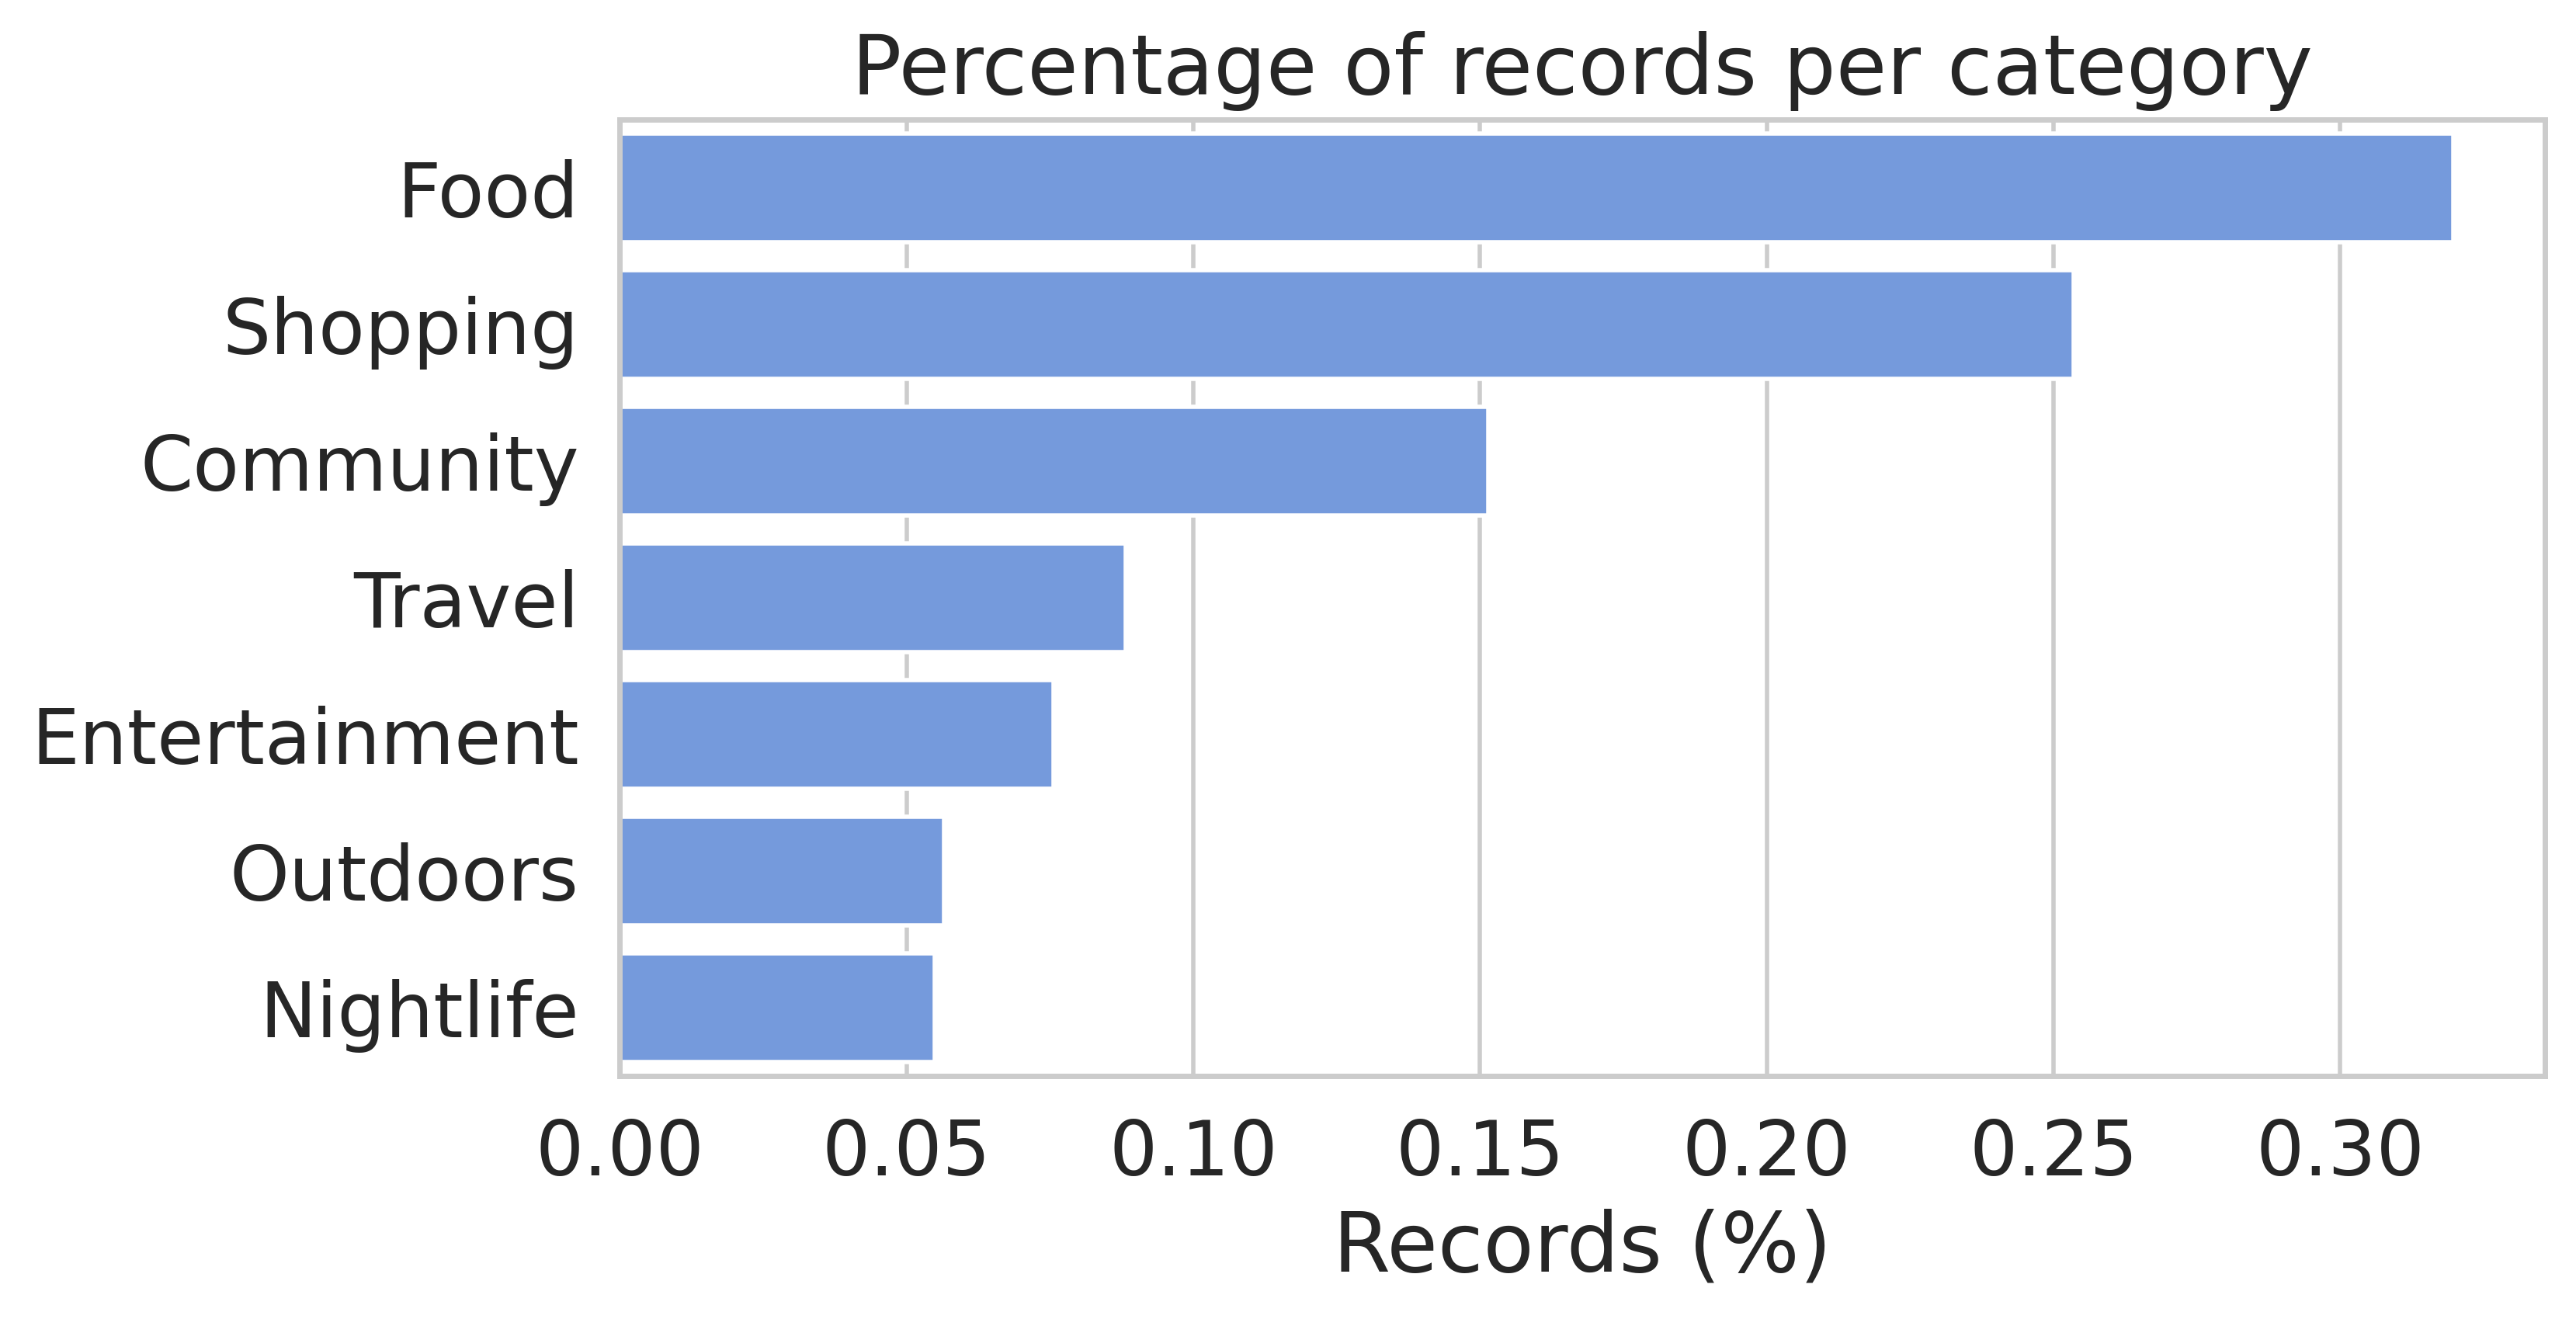 Percentage of records per category
Food
Shopping
Community
Travel
Entertainment
Outdoors
Nightlife
0.00 0.05 0.10 0.15 0.20 0.25 0.30
Records (%)